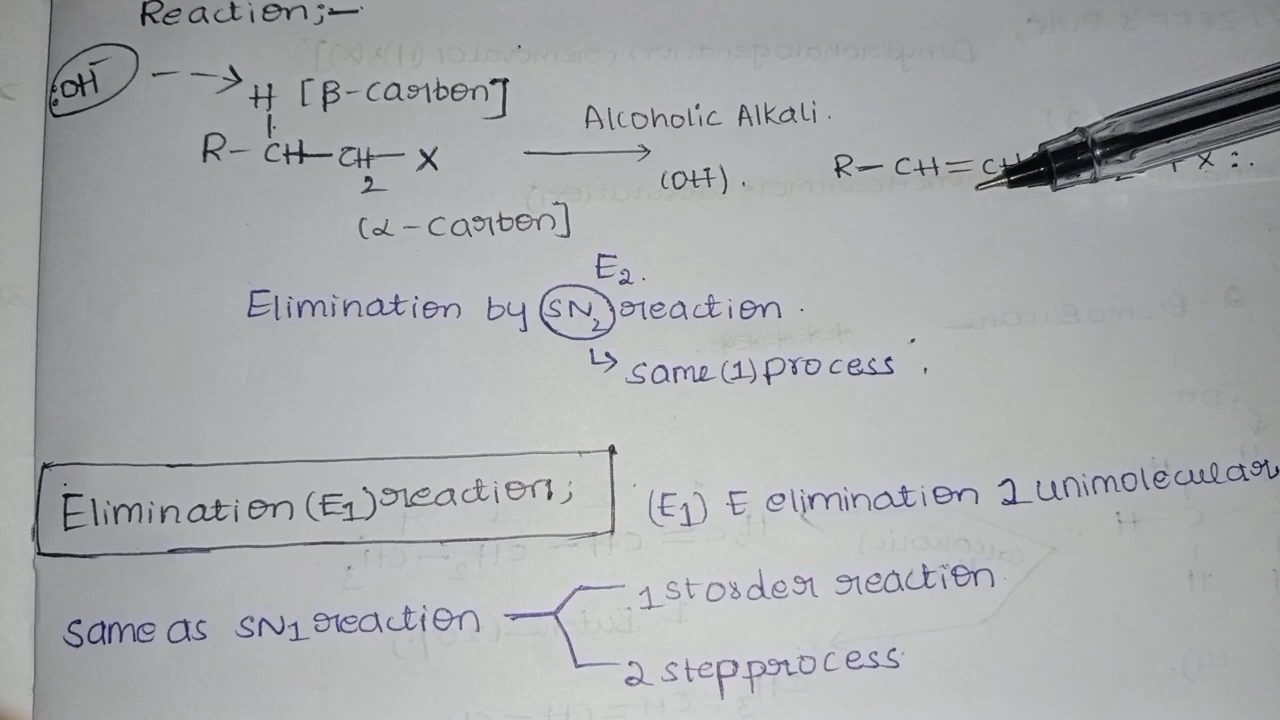 Reaction;-
:OH⁻ --→ H [β-carbon]
Alcoholic Alkali.
R-CH-CH2-X → (OH). R-CH=CH + X:.
(α-carbon]
E2.
Elimination by SN2 reaction.
↳ same(1)process.
Elimination(E1)reaction; (E1) E elimination 1 unimolecular
same as SN1 reaction
1st order reaction
2 step process